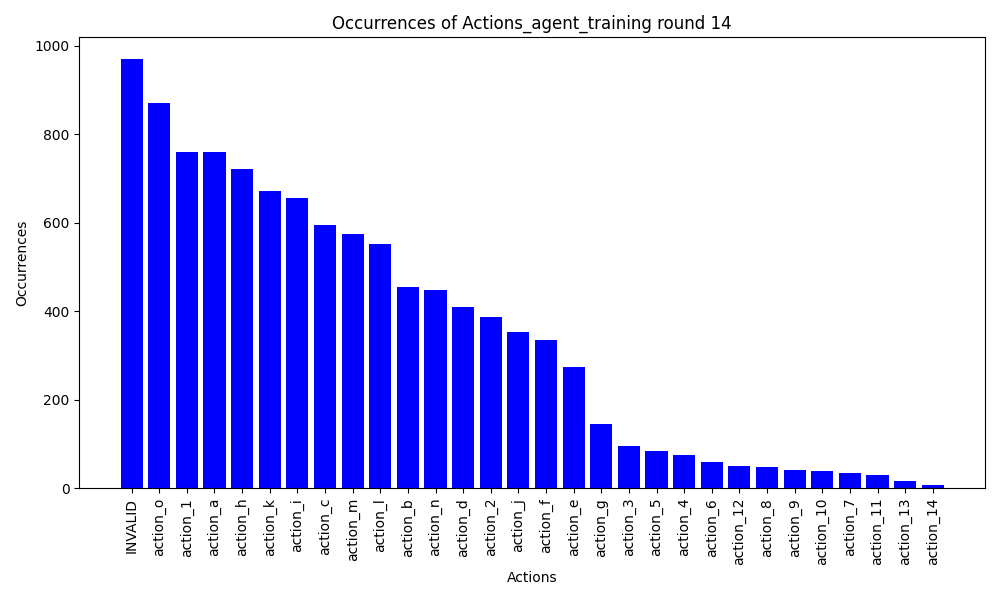 Occurrences of Actions_agent_training round 14
1000
800
600
400
200
0
Occurrences
INVALID
action_o
action_1
action_a
action_h
action_k
action_i
action_c
action_m
action_l
action_b
action_n
action_d
action_2
action_j
action_f
action_e
action_g
action_3
action_5
action_4
action_6
action_12
action_8
action_9
action_10
action_7
action_11
action_13
action_14
Actions